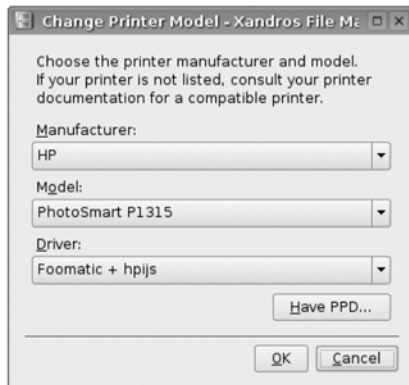 Change Printer Model - Xandros File Ma
Choose the printer manufacturer and model.
If your printer is not listed, consult your printer
documentation for a compatible printer.
Manufacturer:
HP
Model:
PhotoSmart P1315
Driver:
Foomatic + hpijs
Have PPD...
OK
Cancel